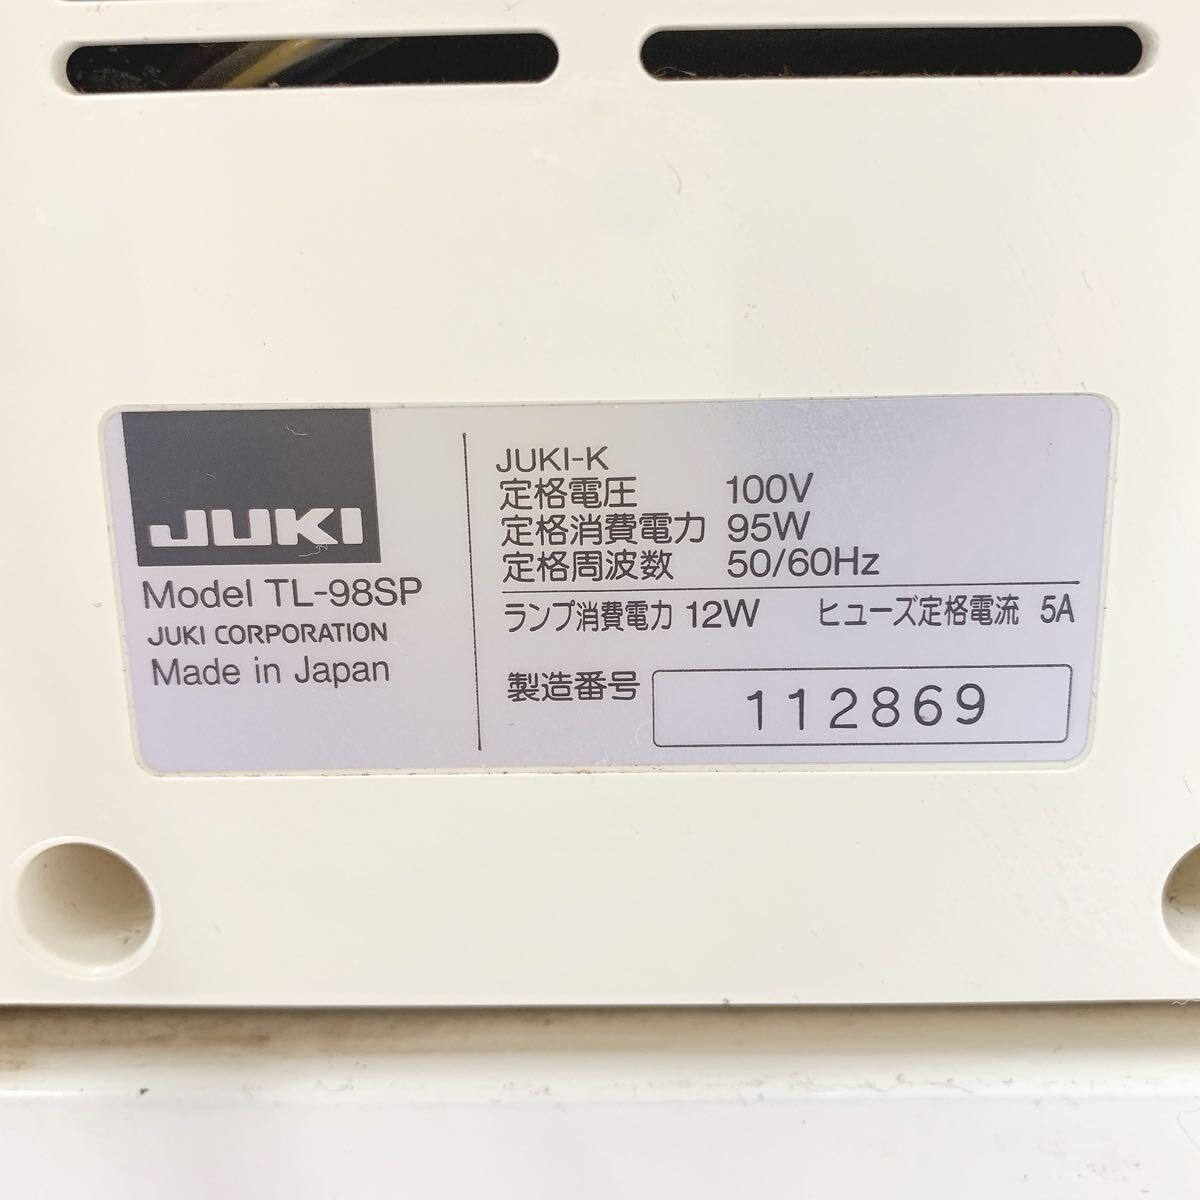 JUKI
Model TL-98SP
JUKI CORPORATION
Made in Japan
JUKI-K
定格電圧 100V
定格消費電力 95W
定格周波数 50/60Hz
ランプ消費電力 12W ヒューズ定格電流 5A
製造番号 112869